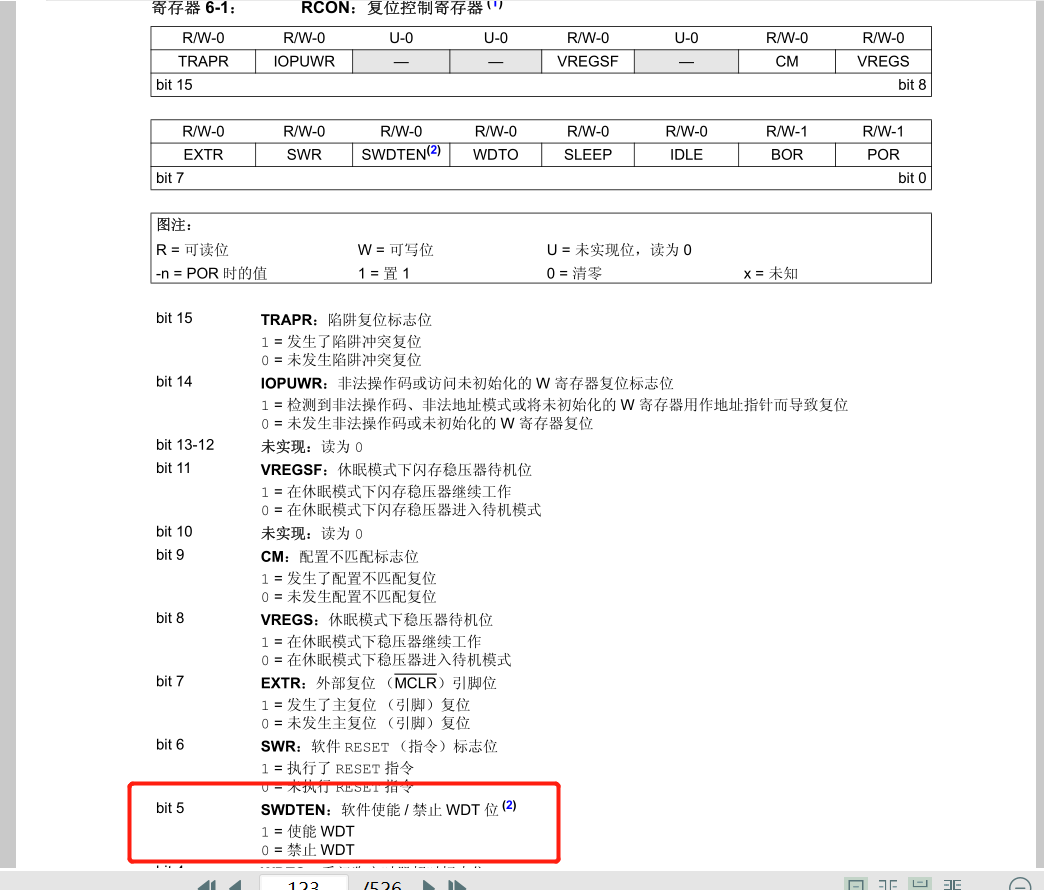 寄存器 6-1： RCON：复位控制寄存器 (1)
R/W-0 R/W-0 U-0 U-0 R/W-0 U-0 R/W-0 R/W-0
TRAPR IOPUWR — — VREGSF — CM VREGS
bit 15 bit 8
R/W-0 R/W-0 R/W-0 R/W-0 R/W-0 R/W-0 R/W-1 R/W-1
EXTR SWR SWDTEN(2) WDTO SLEEP IDLE BOR POR
bit 7 bit 0
图注：
R = 可读位 W = 可写位 U = 未实现位，读为 0
-n = POR 时的值 1 = 置 1 0 = 清零 x = 未知
bit 15 TRAPR：陷阱复位标志位
1 = 发生了陷阱冲突复位
0 = 未发生陷阱冲突复位
bit 14 IOPUWR：非法操作码或访问未初始化的 W 寄存器复位标志位
1 = 检测到非法操作码、非法地址模式或将未初始化的 W 寄存器用作地址指针而导致复位
0 = 未发生非法操作码或未初始化的 W 寄存器复位
bit 13-12 未实现：读为 0
bit 11 VREGSF：休眠模式下闪存稳压器待机位
1 = 在休眠模式下闪存稳压器继续工作
0 = 在休眠模式下闪存稳压器进入待机模式
bit 10 未实现：读为 0
bit 9 CM：配置不匹配标志位
1 = 发生了配置不匹配复位
0 = 未发生配置不匹配复位
bit 8 VREGS：休眠模式下稳压器待机位
1 = 在休眠模式下稳压器继续工作
0 = 在休眠模式下稳压器进入待机模式
bit 7 EXTR：外部复位 （MCLR）引脚位
1 = 发生了主复位 （引脚）复位
0 = 未发生主复位 （引脚）复位
bit 6 SWR：软件 RESET （指令）标志位
1 = 执行了 RESET 指令
0 = 未执行 RESET 指令
bit 5 SWDTEN：软件使能 / 禁止 WDT 位 (2)
1 = 使能 WDT
0 = 禁止 WDT
123 /526